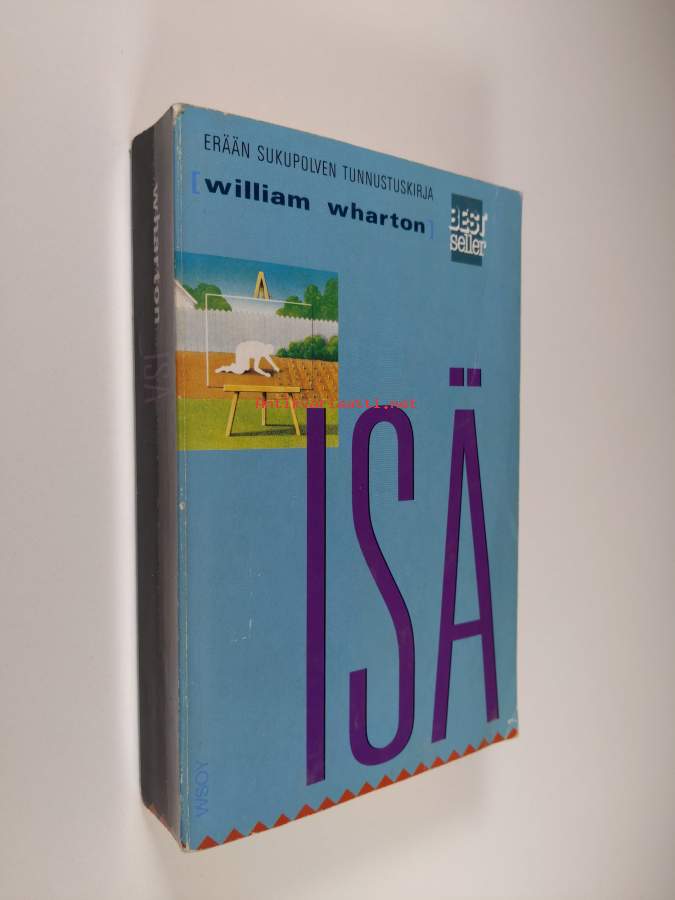 ERÄÄN SUKUPOLVEN TUNNUSTUSKIRJA
[william wharton]
BEST
seller
Antikvariaatti.net
ISÄ
WSOY
wharton ISÄ